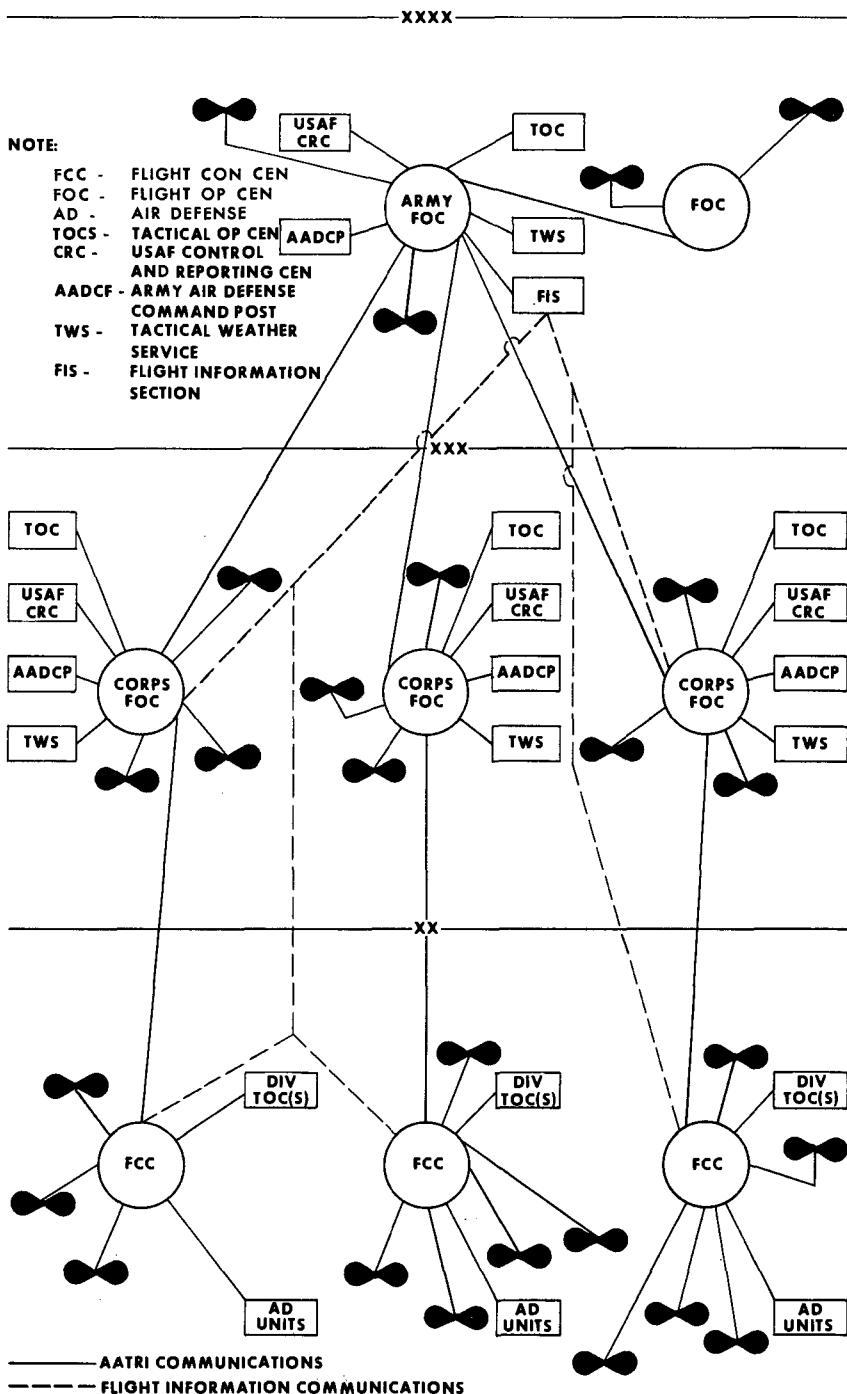 XXXX
USAF
CRC
TOC
NOTE:
FCC - FLIGHT CON CEN
FOC - FLIGHT OP CEN
AD - AIR DEFENSE
TOCS - TACTICAL OP CEN
CRC - USAF CONTROL
AND REPORTING CEN
AADCF - ARMY AIR DEFENSE
COMMAND POST
TWS - TACTICAL WEATHER
SERVICE
FIS - FLIGHT INFORMATION
SECTION
ARMY
FOC
FOC
AADCP
TWS
FIS
XXX
TOC
USAF
CRC
AADCP
TWS
CORPS
FOC
TOC
USAF
CRC
AADCP
TWS
CORPS
FOC
TOC
USAF
CRC
AADCP
TWS
CORPS
FOC
XX
DIV
TOC(S)
FCC
AD
UNITS
DIV
TOC(S)
FCC
AD
UNITS
DIV
TOC(S)
FCC
AD
UNITS
AATRI COMMUNICATIONS
FLIGHT INFORMATION COMMUNICATIONS